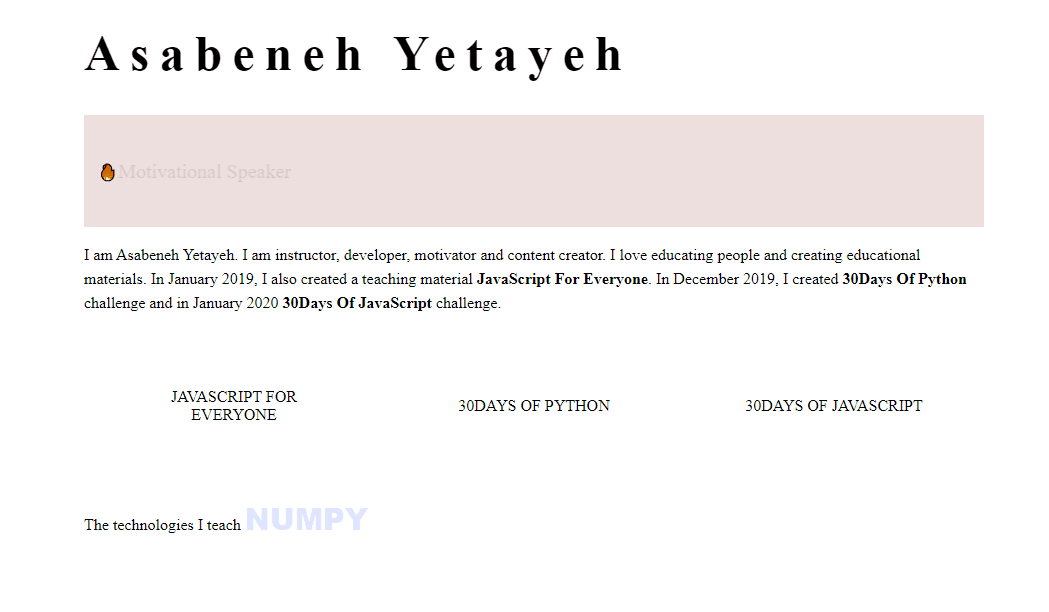 Asabeneh Yetayeh
Motivational Speaker
I am Asabeneh Yetayeh. I am instructor, developer, motivator and content creator. I love educating people and creating educational
materials. In January 2019, I also created a teaching material JavaScript For Everyone. In December 2019, I created 30Days Of Python
challenge and in January 2020 30Days Of JavaScript challenge.
JAVASCRIPT FOR
EVERYONE
30DAYS OF PYTHON
30DAYS OF JAVASCRIPT
The technologies I teach NUMPY